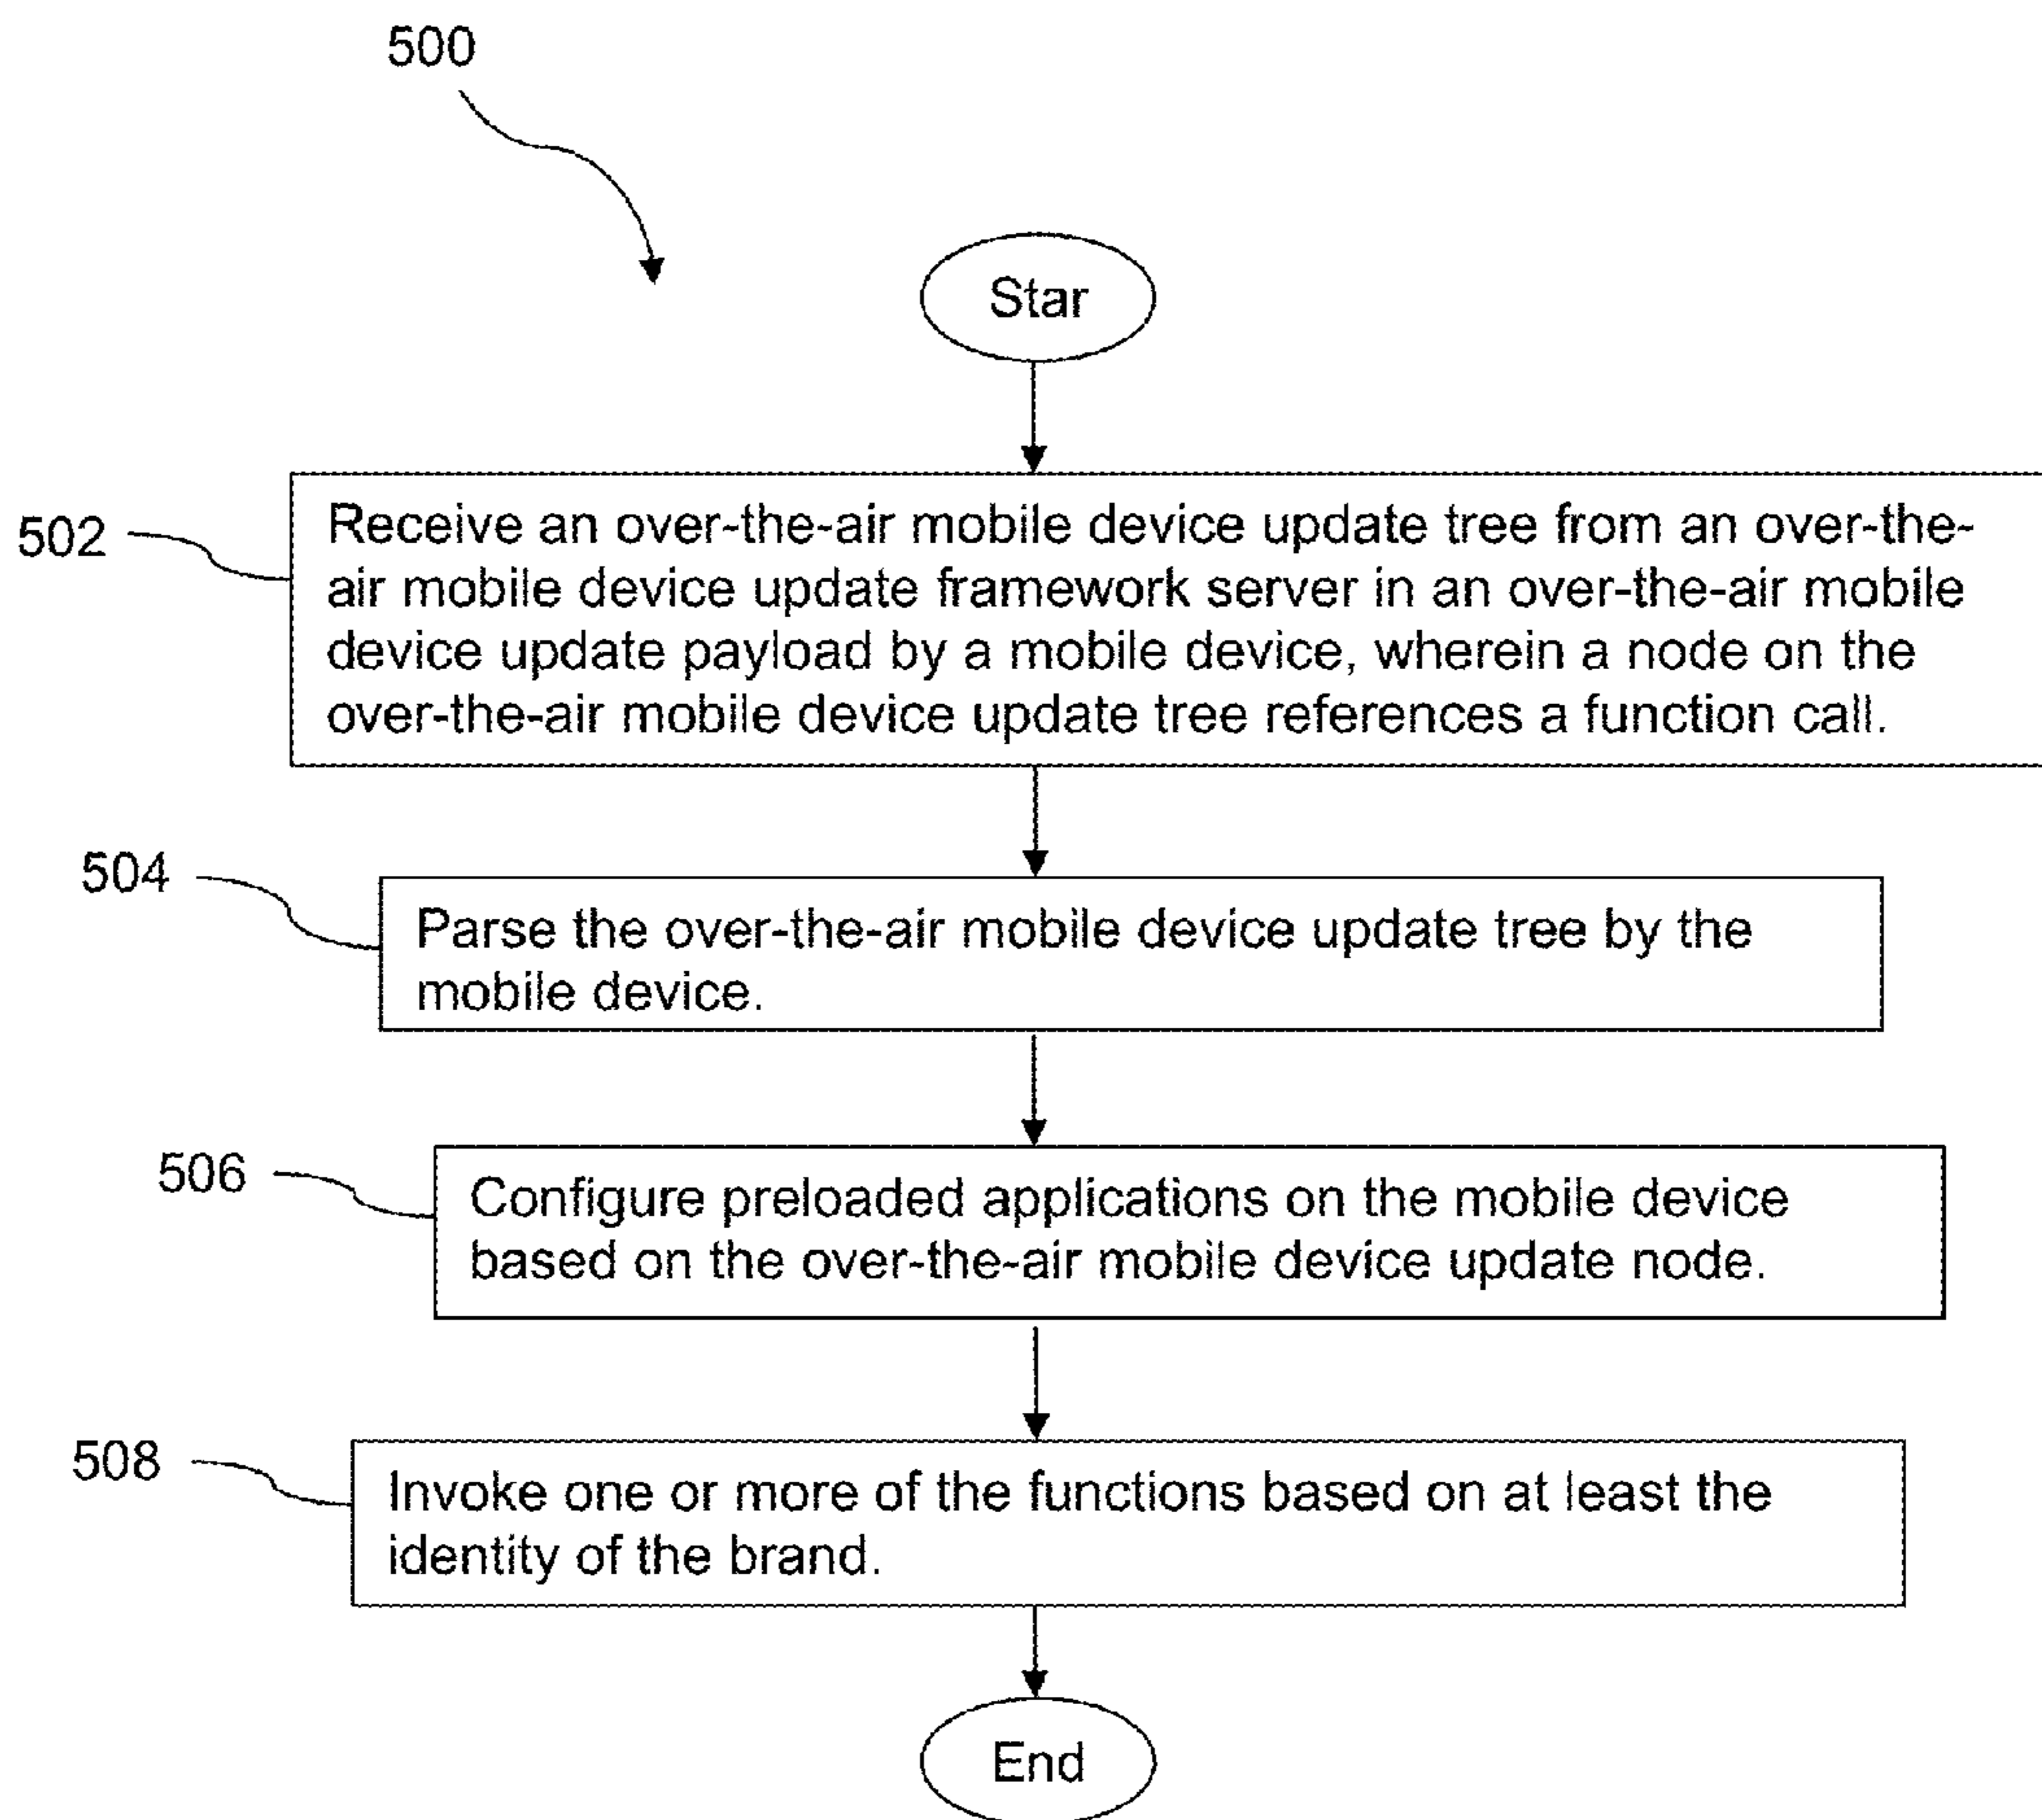 500
Star
502
Receive an over-the-air mobile device update tree from an over-the-
air mobile device update framework server in an over-the-air mobile
device update payload by a mobile device, wherein a node on the
over-the-air mobile device update tree references a function call.
504
Parse the over-the-air mobile device update tree by the
mobile device.
506
Configure preloaded applications on the mobile device
based on the over-the-air mobile device update node.
508
Invoke one or more of the functions based on at least the
identity of the brand.
End